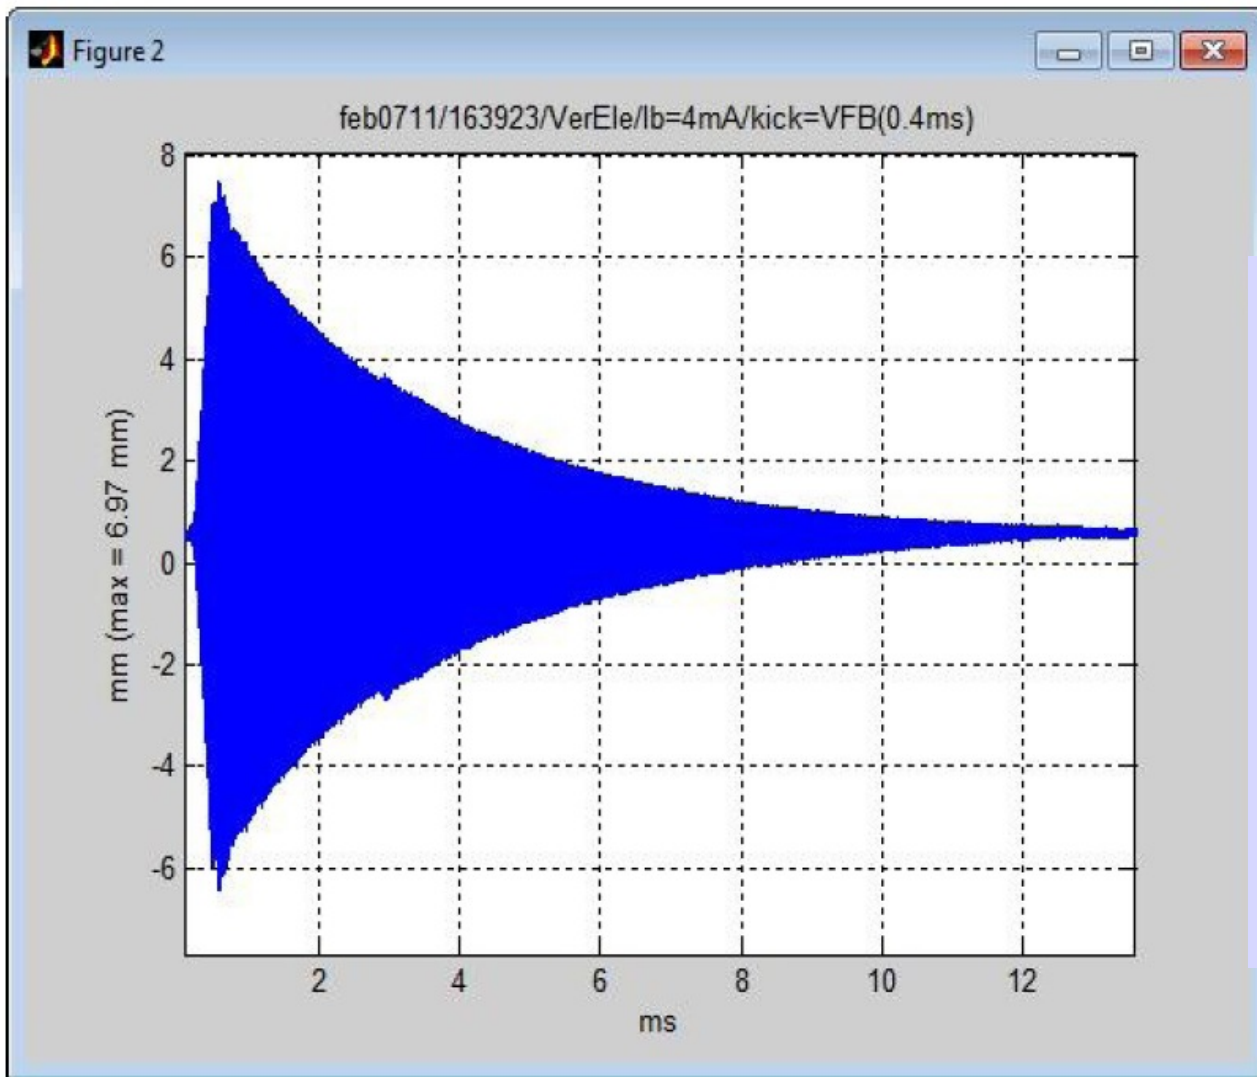 Figure 2
feb0711/163923/VerEle/Ib=4mA/kick=VFB(0.4ms)
8
6
4
2
0
-2
-4
-6
mm (max = 6.97 mm)
2 4 6 8 10 12
ms